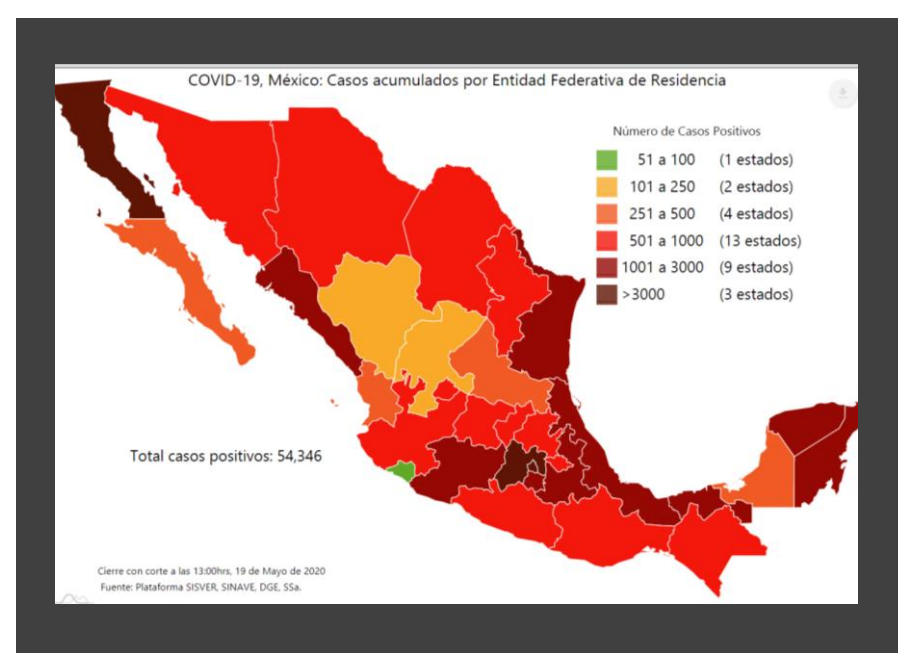 COVID-19, México: Casos acumulados por Entidad Federativa de Residencia
Número de Casos Positivos
51 a 100 (1 estados)
101 a 250 (2 estados)
251 a 500 (4 estados)
501 a 1000 (13 estados)
1001 a 3000 (9 estados)
>3000 (3 estados)
Total casos positivos: 54,346
Cierre con corte a las 13:00hrs, 19 de Mayo de 2020
Fuente: Plataforma SISVER, SINAVE, DGE, SSa.